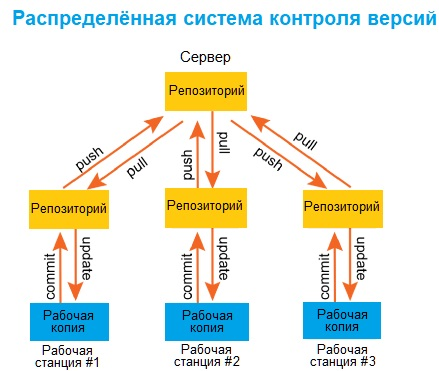 Распределённая система контроля версий
Сервер
Репозиторий
push
pull
push
pull
push
pull
Репозиторий
Репозиторий
Репозиторий
commit
update
commit
update
commit
update
Рабочая
копия
Рабочая
копия
Рабочая
копия
Рабочая
станция #1
Рабочая
станция #2
Рабочая
станция #3